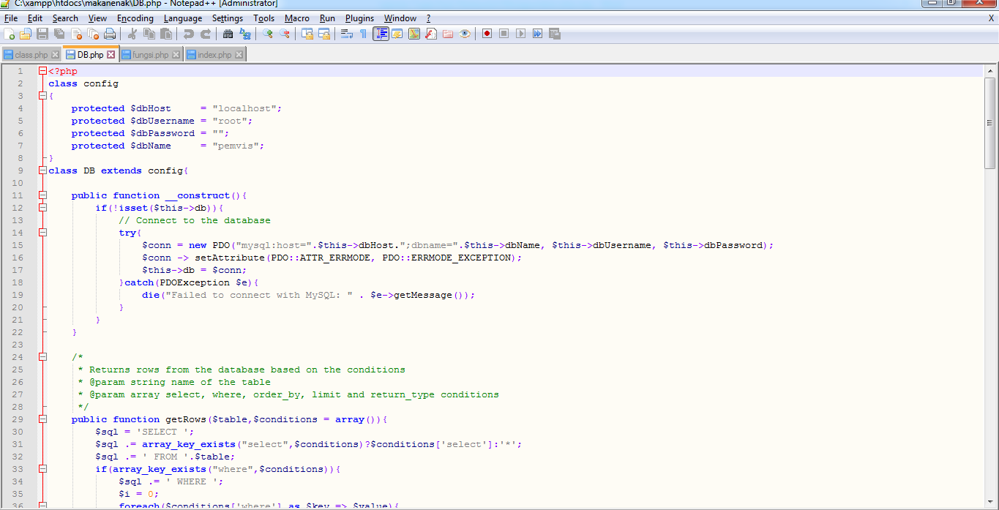 C:\xampp\htdocs\makanenak\DB.php - Notepad++ [Administrator]
File Edit Search View Encoding Language Settings Tools Macro Run Plugins Window ? X
class.php DB.php fungsi.php index.php
1 <?php
2 class config
3 {
4 protected $dbHost     = "localhost";
5 protected $dbUsername = "root";
6 protected $dbPassword = "";
7 protected $dbName     = "pemvis";
8 }
9 class DB extends config{
10
11 public function __construct(){
12 if(!isset($this->db)){
13 // Connect to the database
14 try{
15 $conn = new PDO("mysql:host=".$this->dbHost.";dbname=".$this->dbName, $this->dbUsername, $this->dbPassword);
16 $conn -> setAttribute(PDO::ATTR_ERRMODE, PDO::ERRMODE_EXCEPTION);
17 $this->db = $conn;
18 }catch(PDOException $e){
19 die("Failed to connect with MySQL: " . $e->getMessage());
20 }
21 }
22 }
23
24 /*
25 * Returns rows from the database based on the conditions
26 * @param string name of the table
27 * @param array select, where, order_by, limit and return_type conditions
28 */
29 public function getRows($table,$conditions = array()){
30 $sql = 'SELECT ';
31 $sql .= array_key_exists("select",$conditions)?$conditions['select']:'*';
32 $sql .= ' FROM '.$table;
33 if(array_key_exists("where",$conditions)){
34 $sql .= ' WHERE ';
35 $i = 0;
36 foreach($conditions['where'] as $key => $value){